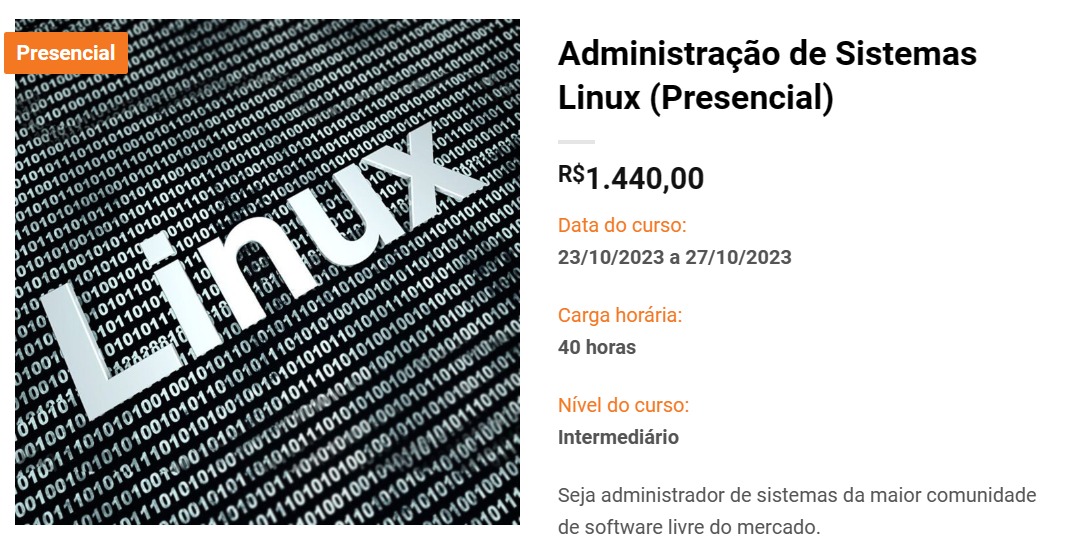 Presencial
Linux
Administração de Sistemas
Linux (Presencial)
R$1.440,00
Data do curso:
23/10/2023 a 27/10/2023
Carga horária:
40 horas
Nível do curso:
Intermediário
Seja administrador de sistemas da maior comunidade
de software livre do mercado.